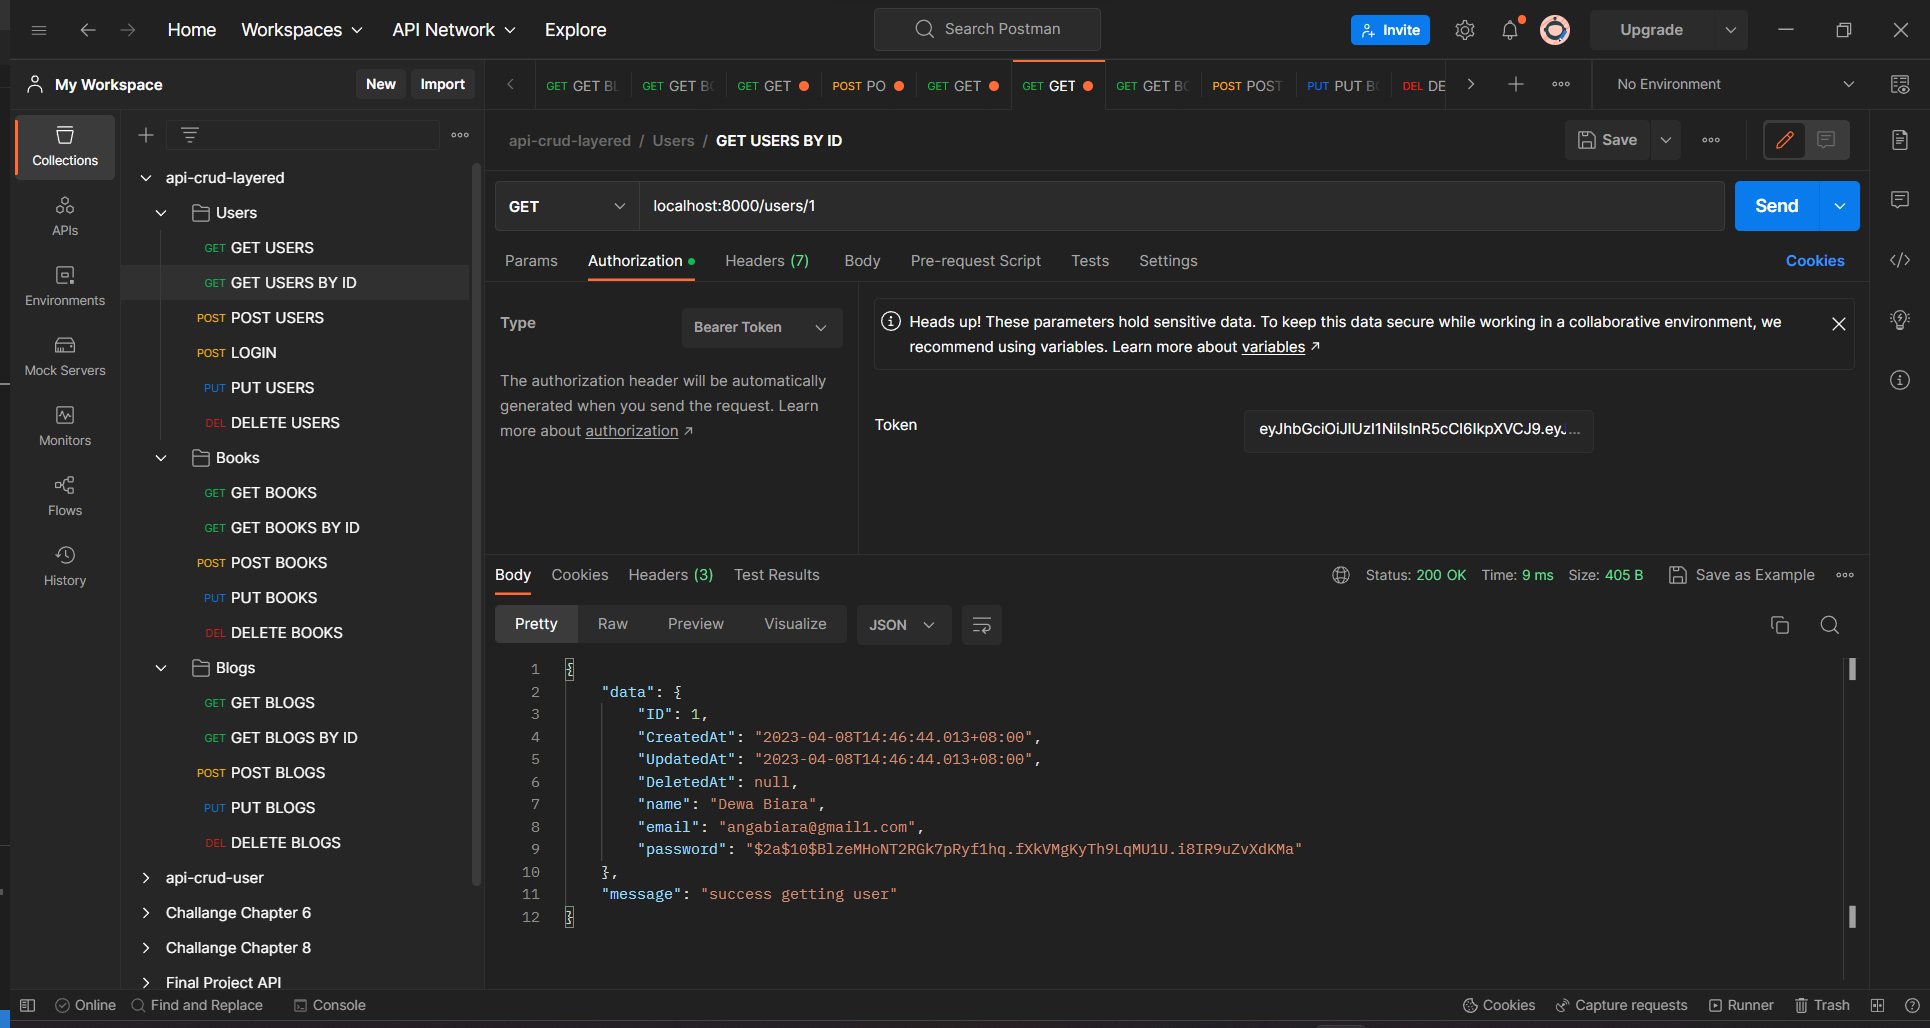 Home Workspaces API Network Explore Search Postman Invite Upgrade
My Workspace New Import GET GET BL GET GET BO GET GET POST PO GET GET GET GET GET GET BO POST POST PUT PUT BO DEL DE No Environment
Collections
APIs
Environments
Mock Servers
Monitors
Flows
History
api-crud-layered
Users
GET GET USERS
GET GET USERS BY ID
POST POST USERS
POST LOGIN
PUT PUT USERS
DEL DELETE USERS
Books
GET GET BOOKS
GET GET BOOKS BY ID
POST POST BOOKS
PUT PUT BOOKS
DEL DELETE BOOKS
Blogs
GET GET BLOGS
GET GET BLOGS BY ID
POST POST BLOGS
PUT PUT BLOGS
DEL DELETE BLOGS
api-crud-user
Challange Chapter 6
Challange Chapter 8
Final Project API
api-crud-layered / Users / GET USERS BY ID Save
GET localhost:8000/users/1 Send
Params Authorization Headers (7) Body Pre-request Script Tests Settings Cookies
Type Bearer Token
The authorization header will be automatically
generated when you send the request. Learn
more about authorization ↗
Heads up! These parameters hold sensitive data. To keep this data secure while working in a collaborative environment, we
recommend using variables. Learn more about variables ↗
Token eyJhbGciOiJIUzI1NiIsInR5cCI6IkpXVCJ9.eyJ...
Body Cookies Headers (3) Test Results Status: 200 OK Time: 9 ms Size: 405 B Save as Example
Pretty Raw Preview Visualize JSON
1 {
2 "data": {
3 "ID": 1,
4 "CreatedAt": "2023-04-08T14:46:44.013+08:00",
5 "UpdatedAt": "2023-04-08T14:46:44.013+08:00",
6 "DeletedAt": null,
7 "name": "Dewa Biara",
8 "email": "angabiara@gmail1.com",
9 "password": "$2a$10$BlzeMHoNT2RGk7pRyf1hq.fXkVMgKyTh9LqMU1U.i8IR9uZvXdKMa"
10 },
11 "message": "success getting user"
12 }
Online Find and Replace Console Cookies Capture requests Runner Trash